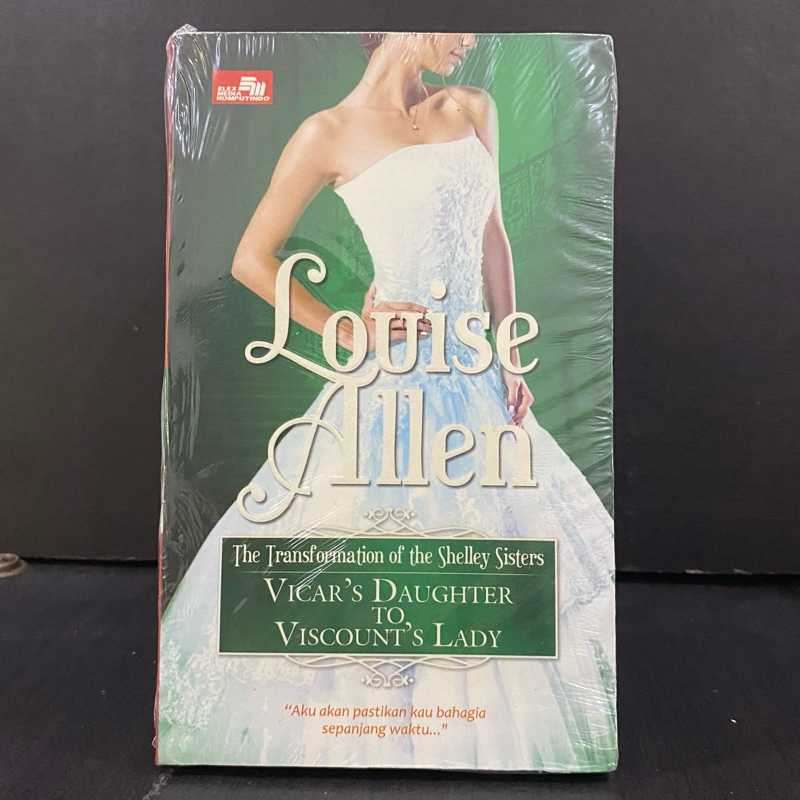 ELEX
MEDIA
KOMPUTINDO
Louise
Allen
The Transformation of the Shelley Sisters
VICAR'S DAUGHTER
TO
VISCOUNT'S LADY
“Aku akan pastikan kau bahagia
sepanjang waktu...”